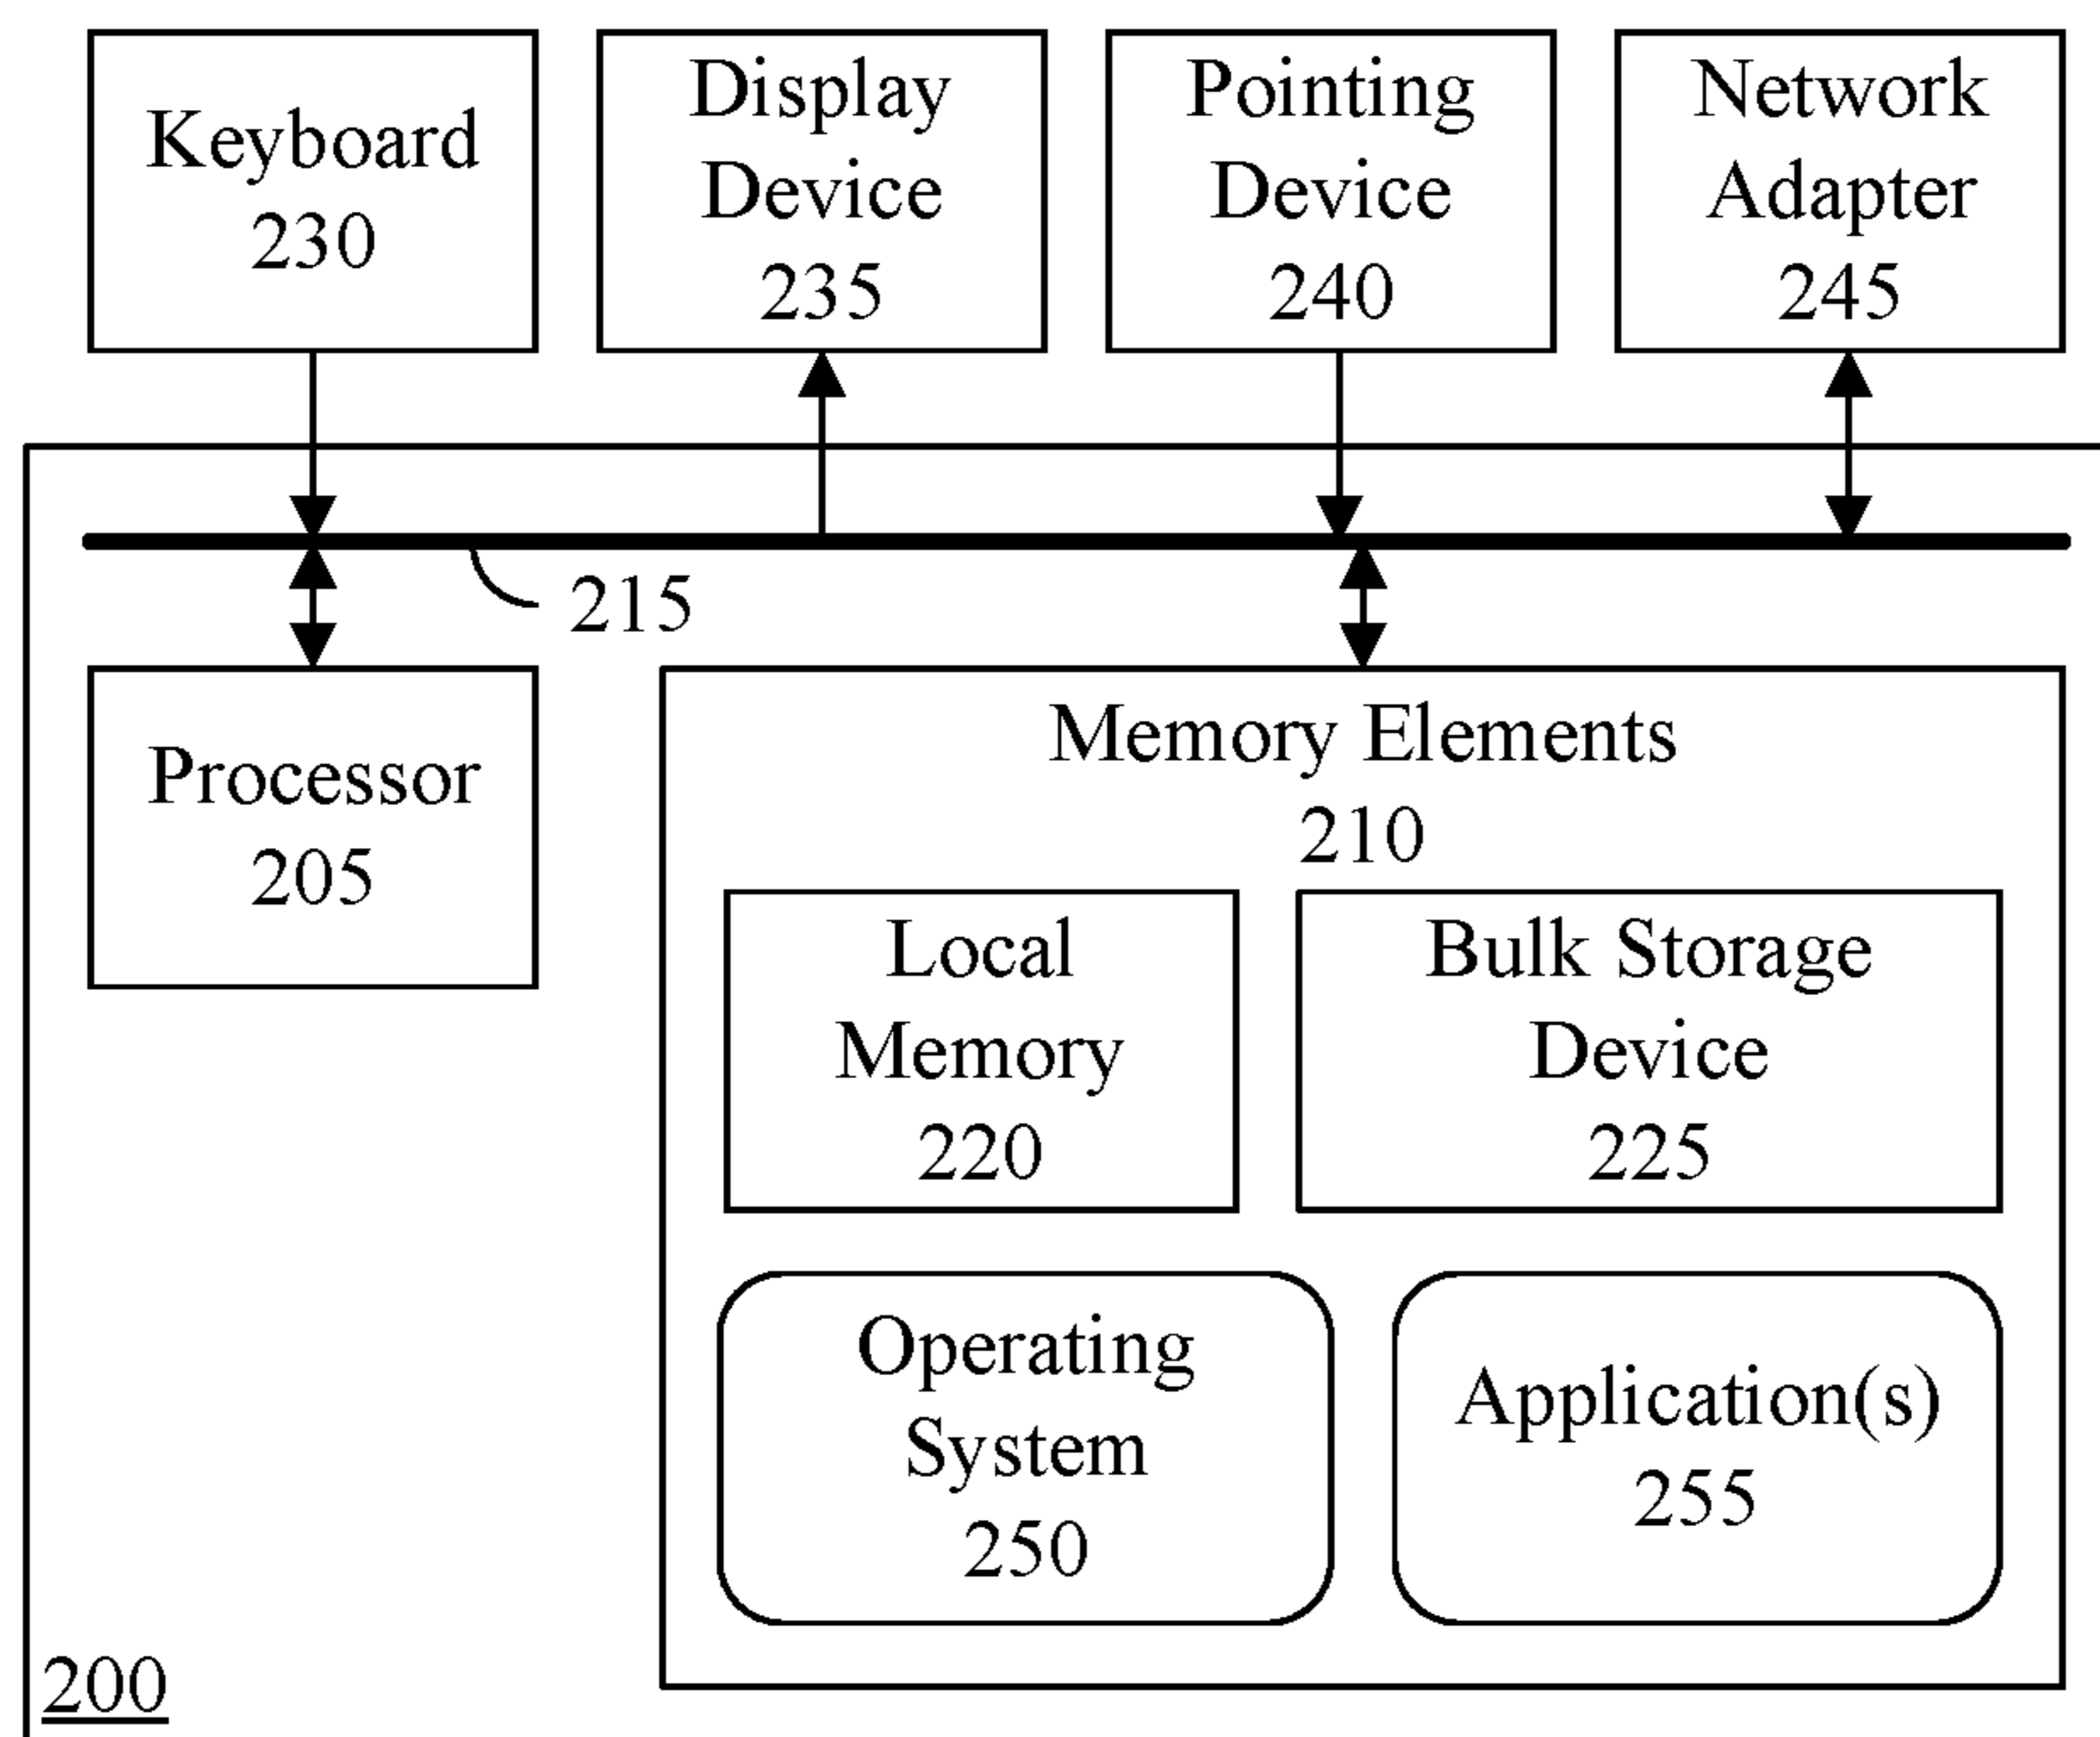 Keyboard
230
Display
Device
235
Pointing
Device
240
Network
Adapter
245
215
Processor
205
Memory Elements
210
Local
Memory
220
Bulk Storage
Device
225
Operating
System
250
Application(s)
255
200